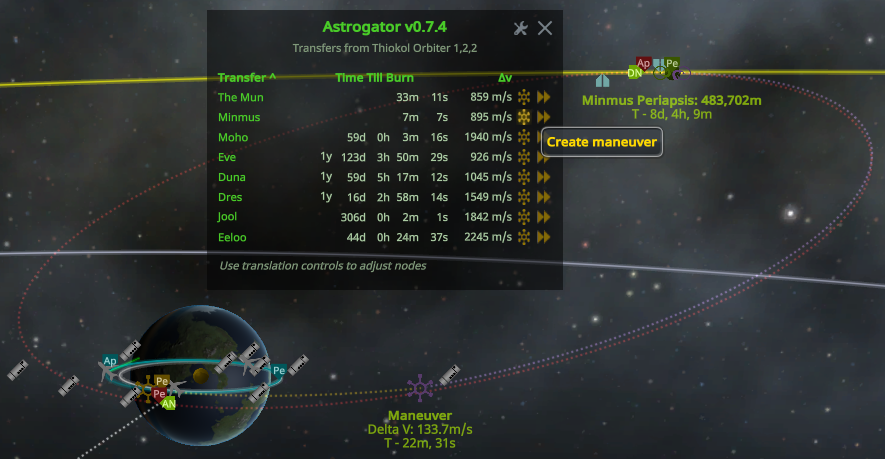 Astrogator v0.7.4
Transfers from Thiokol Orbiter 1,2,2
Transfer ^ Time Till Burn Δv
The Mun 33m 11s 859 m/s
Minmus 7m 7s 895 m/s
Moho 59d 0h 3m 16s 1940 m/s
Eve 1y 123d 3h 50m 29s 926 m/s
Duna 1y 59d 5h 17m 12s 1045 m/s
Dres 1y 16d 2h 58m 14s 1549 m/s
Jool 306d 0h 2m 1s 1842 m/s
Eeloo 44d 0h 24m 37s 2245 m/s
Use translation controls to adjust nodes
Create maneuver
Ap Pe
DN
Minmus Periapsis: 483,702m
T - 8d, 4h, 9m
Ap
Pe
Pe
Pe
AN
Maneuver
Delta V: 133.7m/s
T - 22m, 31s